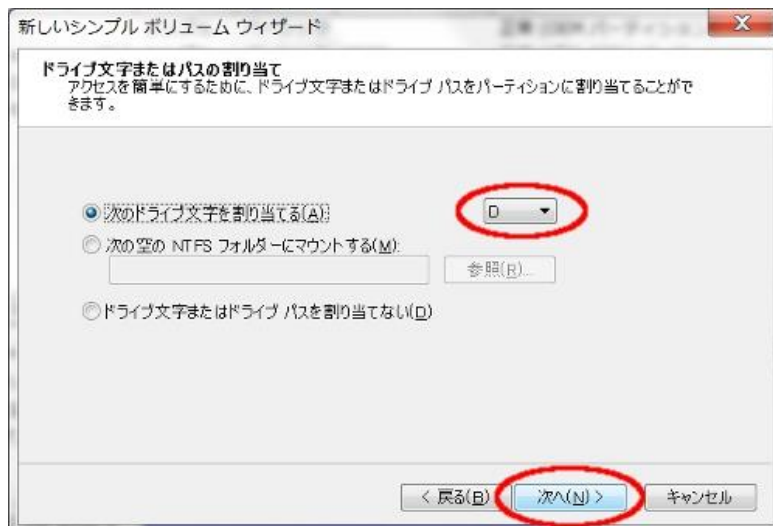 新しいシンプル ボリューム ウィザード
ドライブ文字またはパスの割り当て
アクセスを簡単にするために、ドライブ文字またはドライブ パスをパーティションに割り当てることがで
きます。
次のドライブ文字を割り当てる(A):
D
次の空の NTFS フォルダーにマウントする(M):
参照(R)...
ドライブ文字またはドライブ パスを割り当てない(D)
< 戻る(B)
次へ(N) >
キャンセル